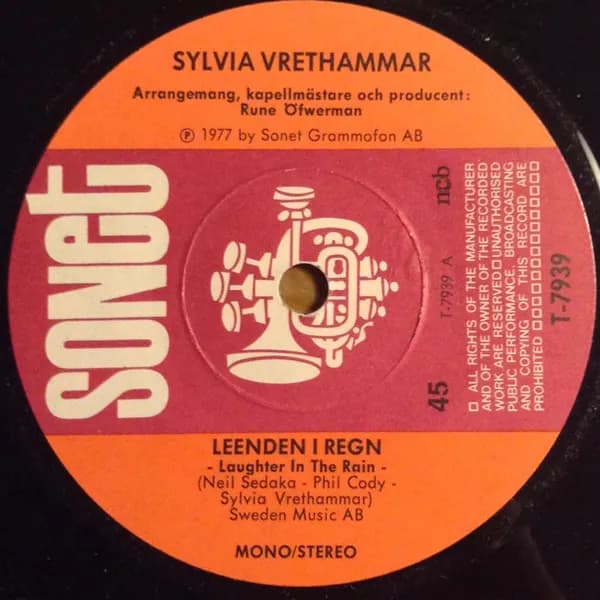 SYLVIA VRETHAMMAR
Arrangemang, kapellmästare och producent:
Rune Öfwerman
℗ 1977 by Sonet Grammofon AB
sonet
ncb
T-7939 A
45
□ ALL RIGHTS OF THE MANUFACTURER
AND OF THE OWNER OF THE RECORDED
WORK ARE RESERVED □ UNAUTHORISED
PUBLIC PERFORMANCE, BROADCASTING
AND COPYING OF THIS RECORD ARE
PROHIBITED □□□□□□□□□□□□□□
T-7939
LEENDEN I REGN
- Laughter In The Rain -
(Neil Sedaka - Phil Cody -
Sylvia Vrethammar)
Sweden Music AB
MONO/STEREO